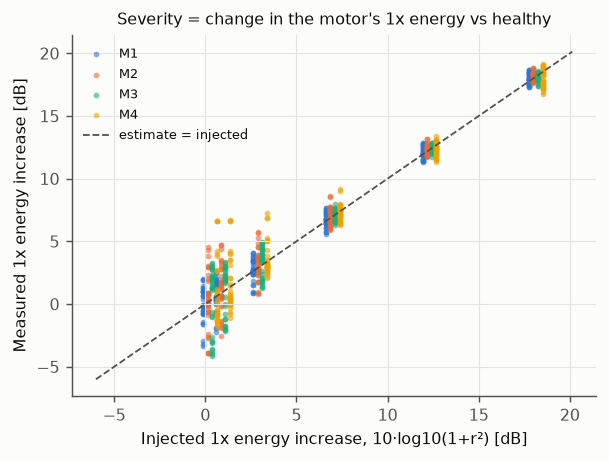 Severity = change in the motor's 1x energy vs healthy
M1
M2
M3
M4
estimate = injected
Measured 1x energy increase [dB]
20
15
10
5
0
−5
−5
0
5
10
15
20
Injected 1x energy increase, 10·log10(1+r²) [dB]